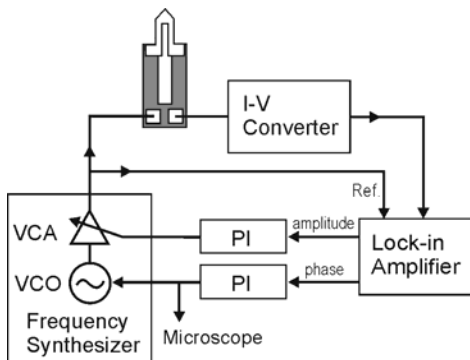 I-V
Converter
Ref.
VCA
amplitude
PI
Lock-in
Amplifier
VCO
phase
PI
Frequency
Synthesizer
Microscope